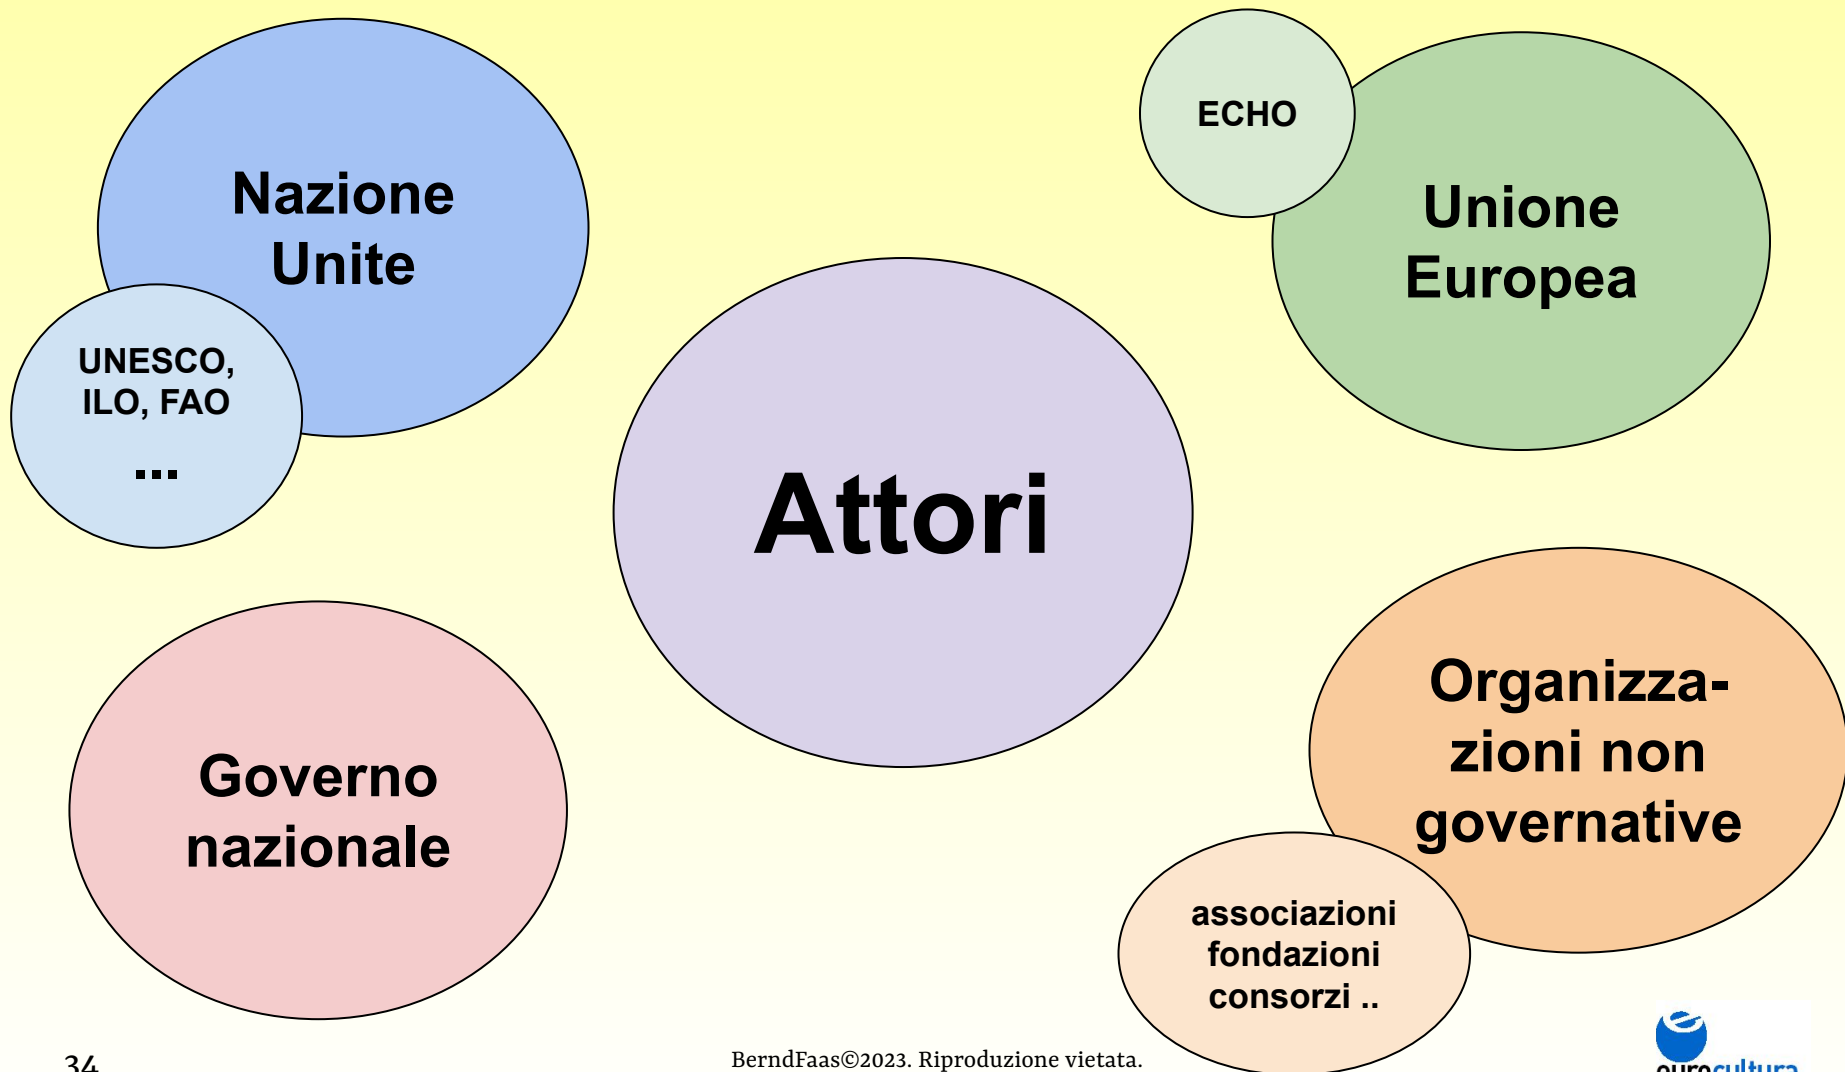 Nazione
Unite
UNESCO,
ILO, FAO
...
ECHO
Unione
Europea
Attori
Governo
nazionale
Organizza-
zioni non
governative
associazioni
fondazioni
consorzi ..
34
BerndFaas©2023. Riproduzione vietata.
eurocultura